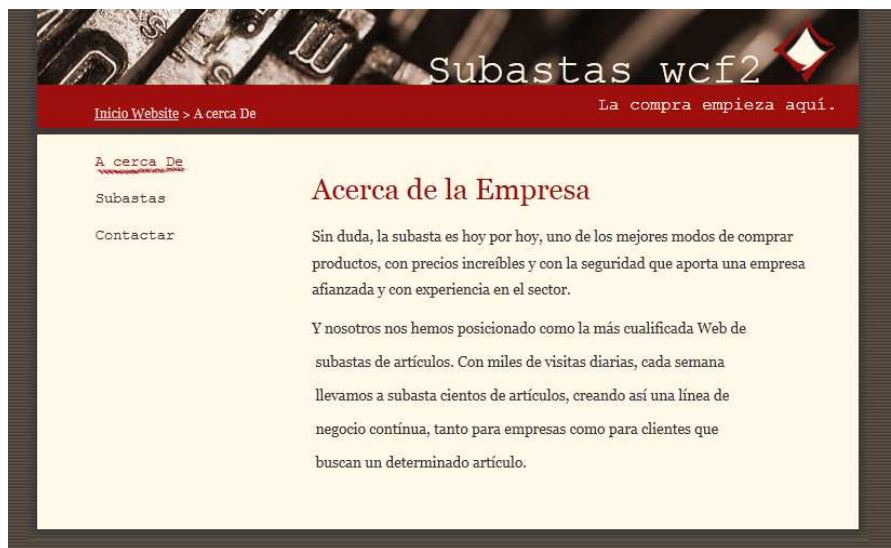 Subastas wcf2
La compra empieza aquí.
Inicio Website > A cerca De
A cerca De
Subastas
Contactar
Acerca de la Empresa
Sin duda, la subasta es hoy por hoy, uno de los mejores modos de comprar
productos, con precios increíbles y con la seguridad que aporta una empresa
afianzada y con experiencia en el sector.
Y nosotros nos hemos posicionado como la más cualificada Web de
subastas de artículos. Con miles de visitas diarias, cada semana
llevamos a subasta cientos de artículos, creando así una línea de
negocio contínua, tanto para empresas como para clientes que
buscan un determinado artículo.